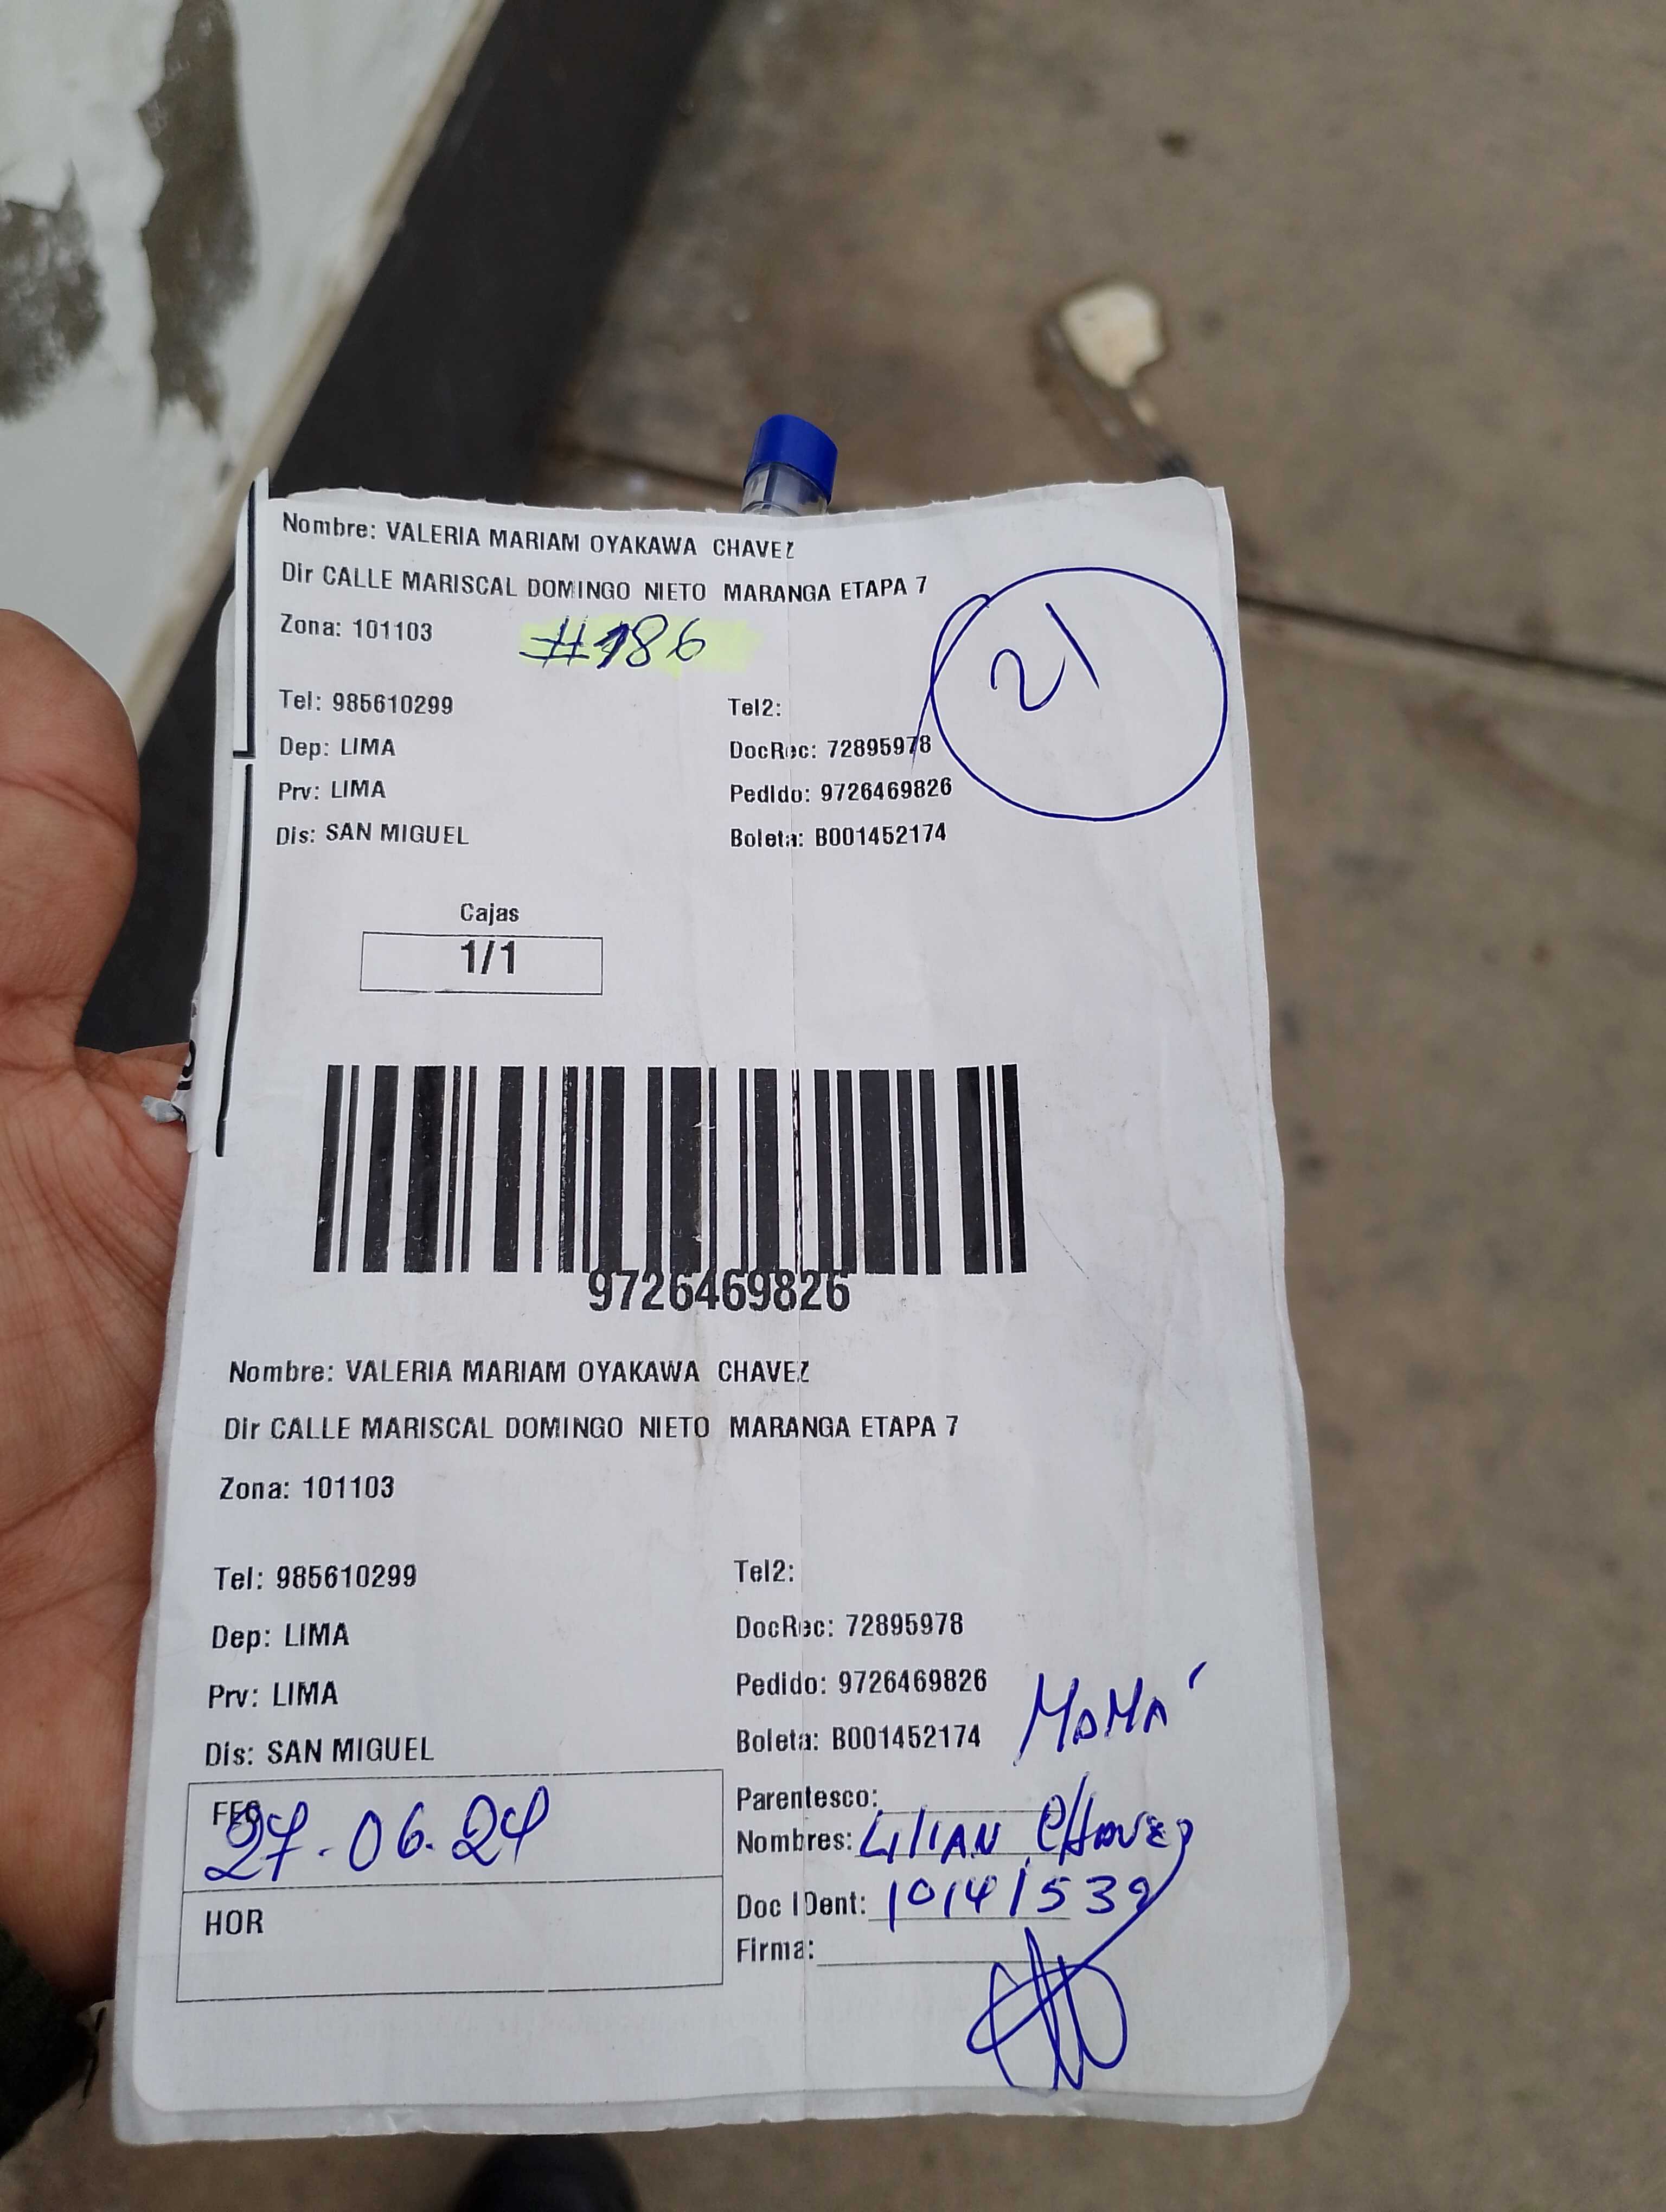 Nombre: VALERIA MARIAM OYAKAWA CHAVEZ
Dir CALLE MARISCAL DOMINGO NIETO MARANGA ETAPA 7
Zona: 101103
#186
21
Tel: 985610299
Tel2:
Dep: LIMA
DocRec: 72895978
Prv: LIMA
Pedido: 9726469826
Dis: SAN MIGUEL
Boleta: B001452174
Cajas
1/1
9726469826
Nombre: VALERIA MARIAM OYAKAWA CHAVEZ
Dir CALLE MARISCAL DOMINGO NIETO MARANGA ETAPA 7
Zona: 101103
Tel: 985610299
Tel2:
Dep: LIMA
DocRec: 72895978
Prv: LIMA
Pedido: 9726469826
Dis: SAN MIGUEL
Boleta: B001452174
MAMÁ
FEC
27.06.24
HOR
Parentesco:
Nombres: LILIAN CHAVEZ
Doc IDent: 10141539
Firma: